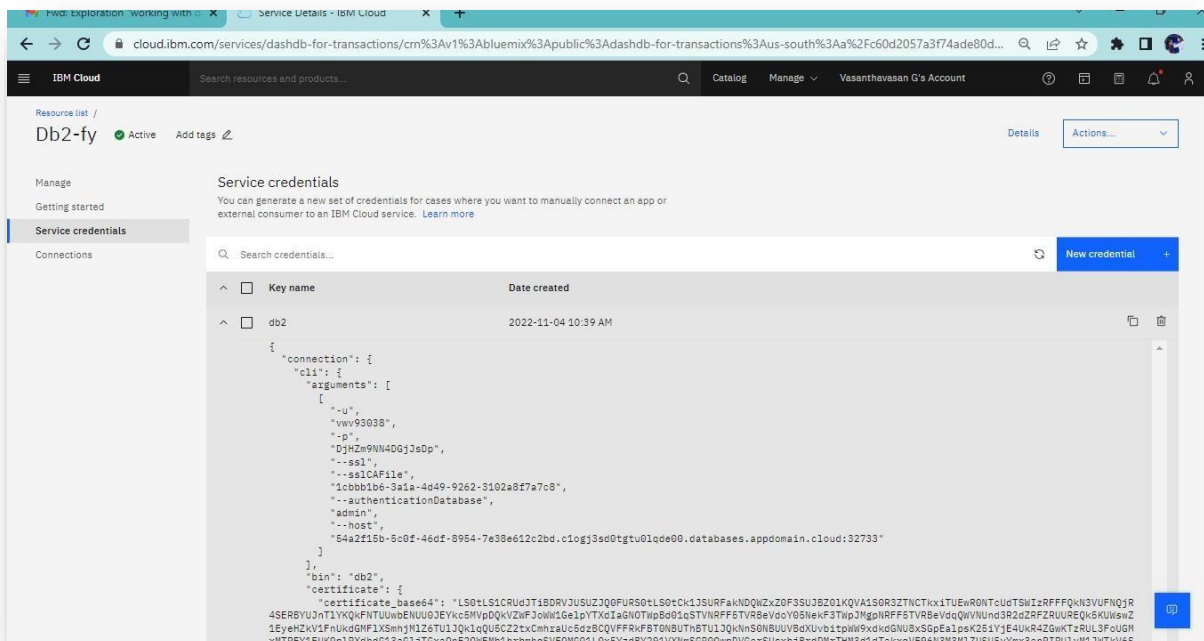 Fwd: Exploration "working with d
Service Details - IBM Cloud
cloud.ibm.com/services/dashdb-for-transactions/crn%3Av1%3Abluemix%3Apublic%3Adashdb-for-transactions%3Aus-south%3Aa%2Fc60d2057a3f74ade80d...
IBM Cloud
Search resources and products...
Catalog
Manage
Vasanthavasan G's Account
Resource list /
Db2-fy
Active
Add tags
Details
Actions...
Manage
Getting started
Service credentials
Connections
Service credentials
You can generate a new set of credentials for cases where you want to manually connect an app or
external consumer to an IBM Cloud service. Learn more
Search credentials...
New credential +
Key name
Date created
db2
2022-11-04 10:39 AM
{
"connection": {
"cli": {
"arguments": [
[
"-u",
"vwv93038",
"-p",
"DjHZm9NN4DGjJsDp",
"--ssl",
"--sslCAFile",
"1cbbb1b6-3a1a-4d49-9262-3102a8f7a7c8",
"--authenticationDatabase",
"admin",
"--host",
"54a2f15b-5c0f-46df-8954-7e38e612c2bd.c1ogj3sd0tgtu0lqde00.databases.appdomain.cloud:32733"
]
],
"bin": "db2",
"certificate": {
"certificate_base64":